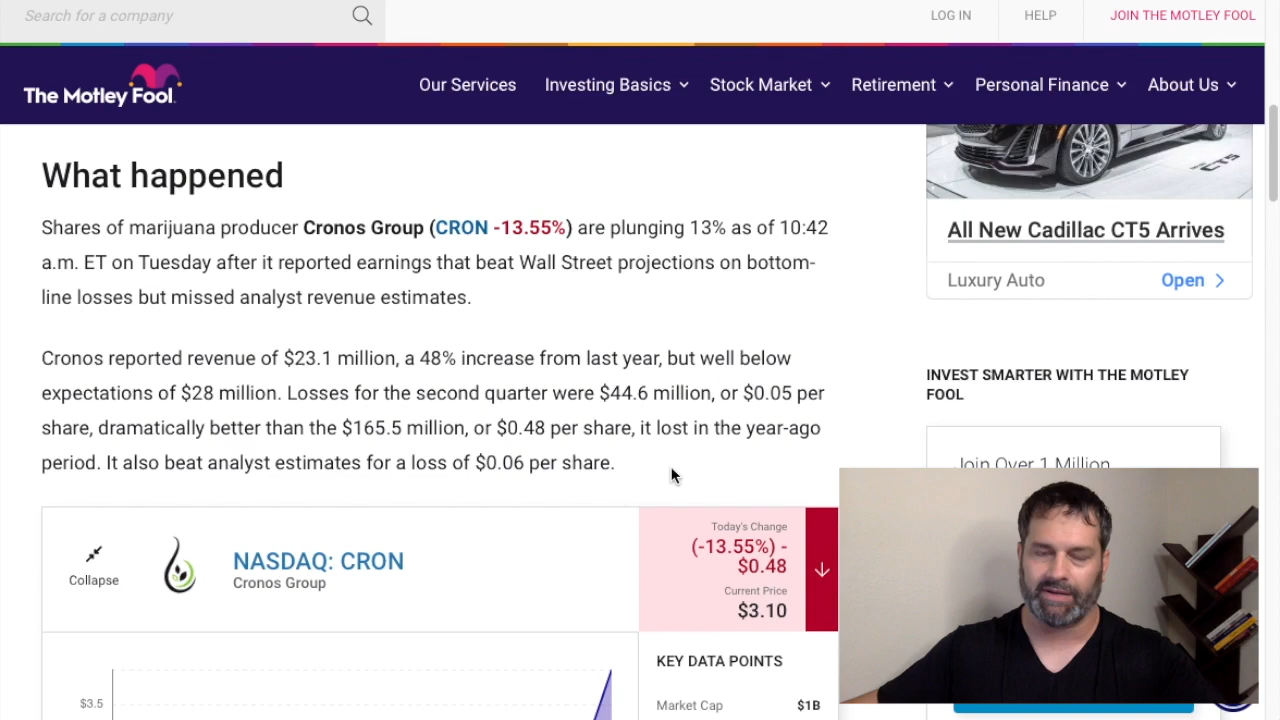 Search for a company
LOG IN
HELP
JOIN THE MOTLEY FOOL
The Motley Fool.
Our Services
Investing Basics
Stock Market
Retirement
Personal Finance
About Us
What happened
Shares of marijuana producer Cronos Group (CRON -13.55%) are plunging 13% as of 10:42
a.m. ET on Tuesday after it reported earnings that beat Wall Street projections on bottom-
line losses but missed analyst revenue estimates.
Cronos reported revenue of $23.1 million, a 48% increase from last year, but well below
expectations of $28 million. Losses for the second quarter were $44.6 million, or $0.05 per
share, dramatically better than the $165.5 million, or $0.48 per share, it lost in the year-ago
period. It also beat analyst estimates for a loss of $0.06 per share.
Collapse
NASDAQ: CRON
Cronos Group
Today's Change
(-13.55%) -
$0.48
Current Price
$3.10
$3.5
KEY DATA POINTS
Market Cap
$1B
CT5
All New Cadillac CT5 Arrives
Luxury Auto
Open
INVEST SMARTER WITH THE MOTLEY
FOOL
Join Over 1 Million